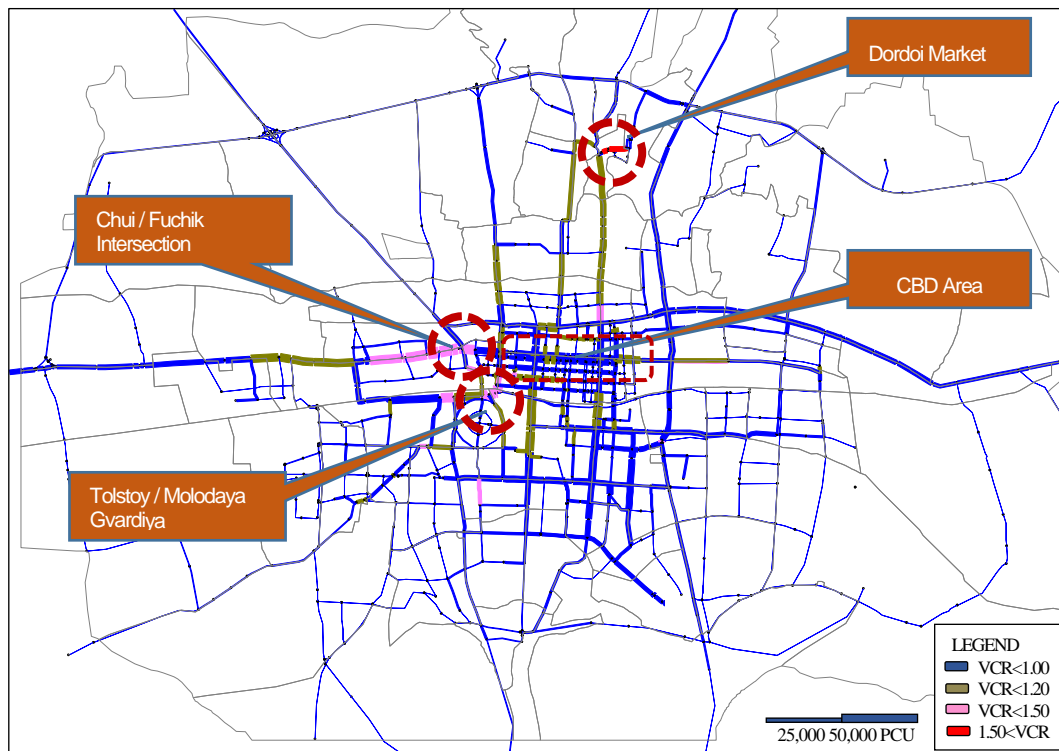 Dordoi Market
Chui / Fuchik
Intersection
CBD Area
Tolstoy / Molodaya
Gvardiya
LEGEND
VCR<1.00
VCR<1.20
VCR<1.50
1.50<VCR
25,000 50,000 PCU